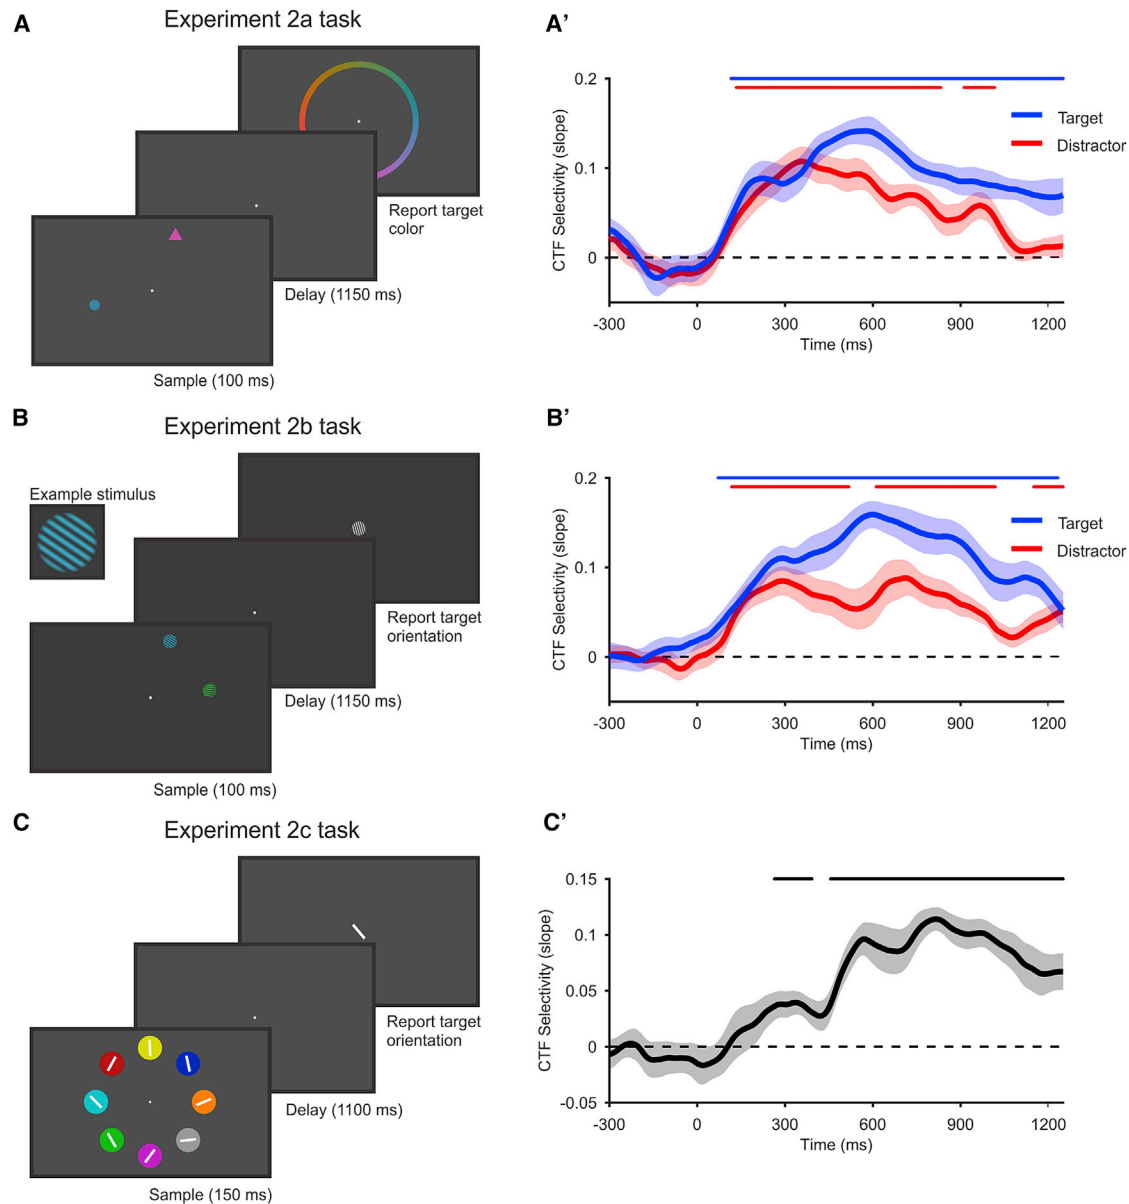 A
Experiment 2a task
Report target
color
Delay (1150 ms)
Sample (100 ms)
A'
0.2
0.1
0
CTF Selectivity (slope)
Target
Distractor
-300 0 300 600 900 1200
Time (ms)
B
Experiment 2b task
Example stimulus
Report target
orientation
Delay (1150 ms)
Sample (100 ms)
B'
0.2
0.1
0
CTF Selectivity (slope)
Target
Distractor
-300 0 300 600 900 1200
Time (ms)
C
Experiment 2c task
Report target
orientation
Delay (1100 ms)
Sample (150 ms)
C'
0.15
0.1
0.05
0
-0.05
CTF Selectivity (slope)
-300 0 300 600 900 1200
Time (ms)